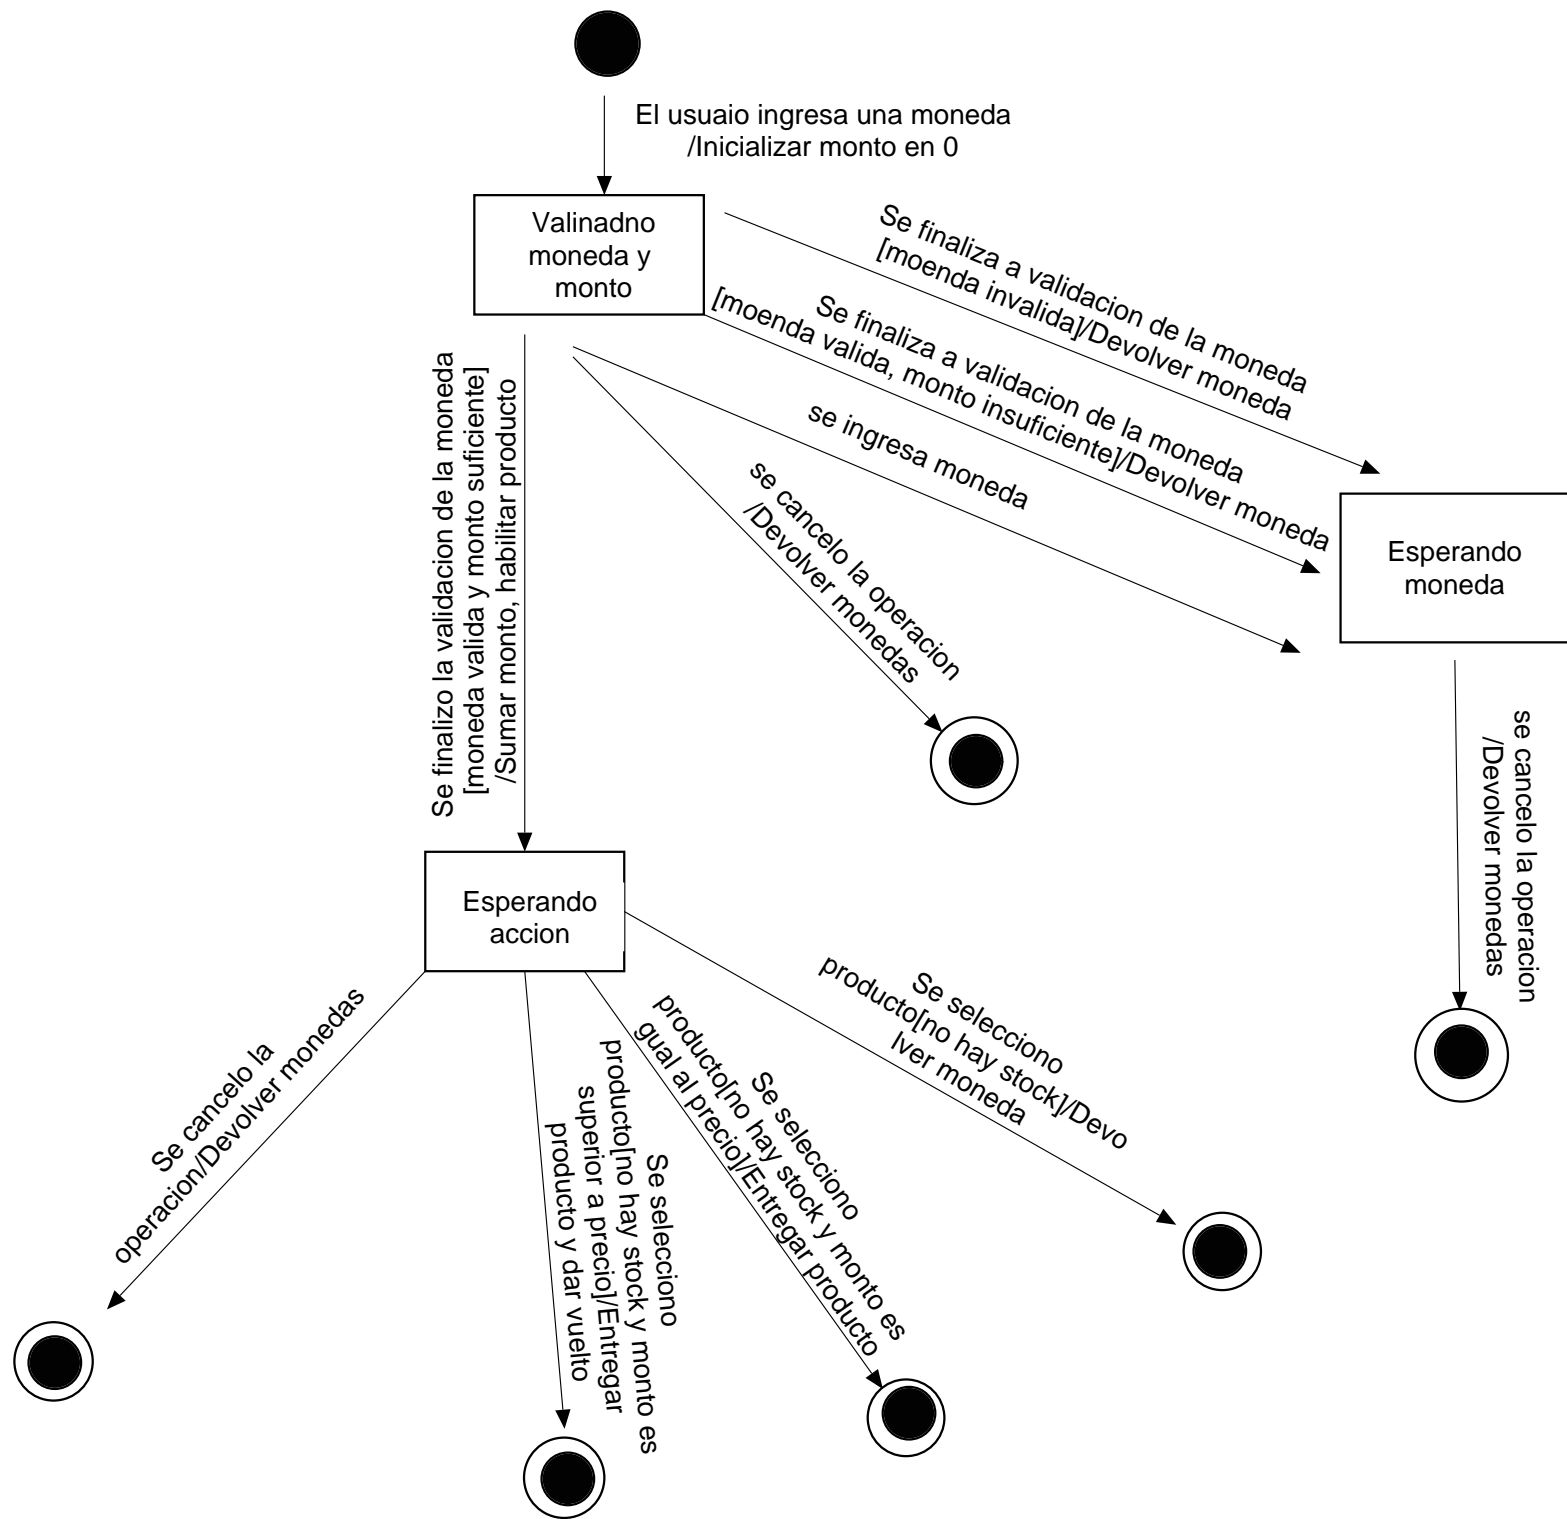 El usuaio ingresa una moneda
/Inicializar monto en 0
Valinadno
moneda y
monto
Se finaliza a validacion de la moneda
[moenda invalida]/Devolver moneda
Se finaliza a validacion de la moneda
[moenda valida, monto insuficiente]/Devolver moneda
se ingresa moneda
se cancelo la operacion
/Devolver monedas
Se finalizo la validacion de la moneda
[moneda valida y monto suficiente]
/Sumar monto, habilitar producto
Esperando
moneda
se cancelo la operacion
/Devolver monedas
Esperando
accion
Se cancelo la
operacion/Devolver monedas
Se selecciono
producto[no hay stock y monto es
superior a precio]/Entregar
producto y dar vuelto
Se selecciono
producto[no hay stock y monto es
gual al precio]/Entregar producto
Se selecciono
producto[no hay stock]/Devo
lver moneda